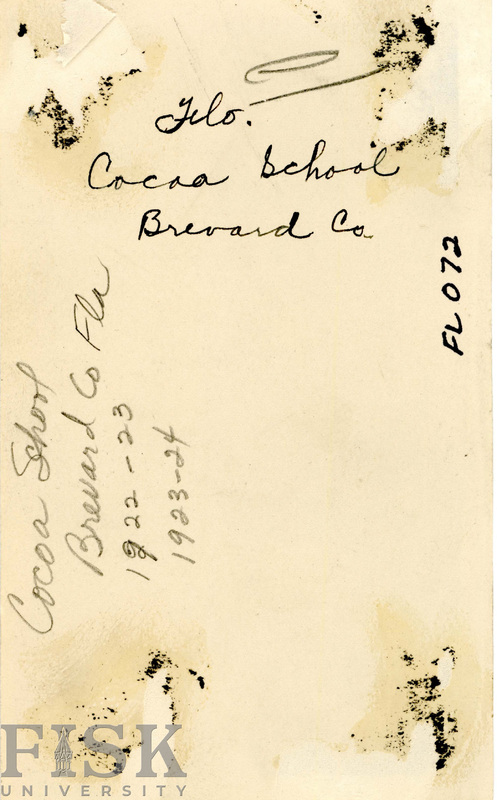 Flo.
Cocoa School
Brevard Co
FL072
Cocoa School
Brevard Co Fla
1922-23
1923-24
FISK
UNIVERSITY